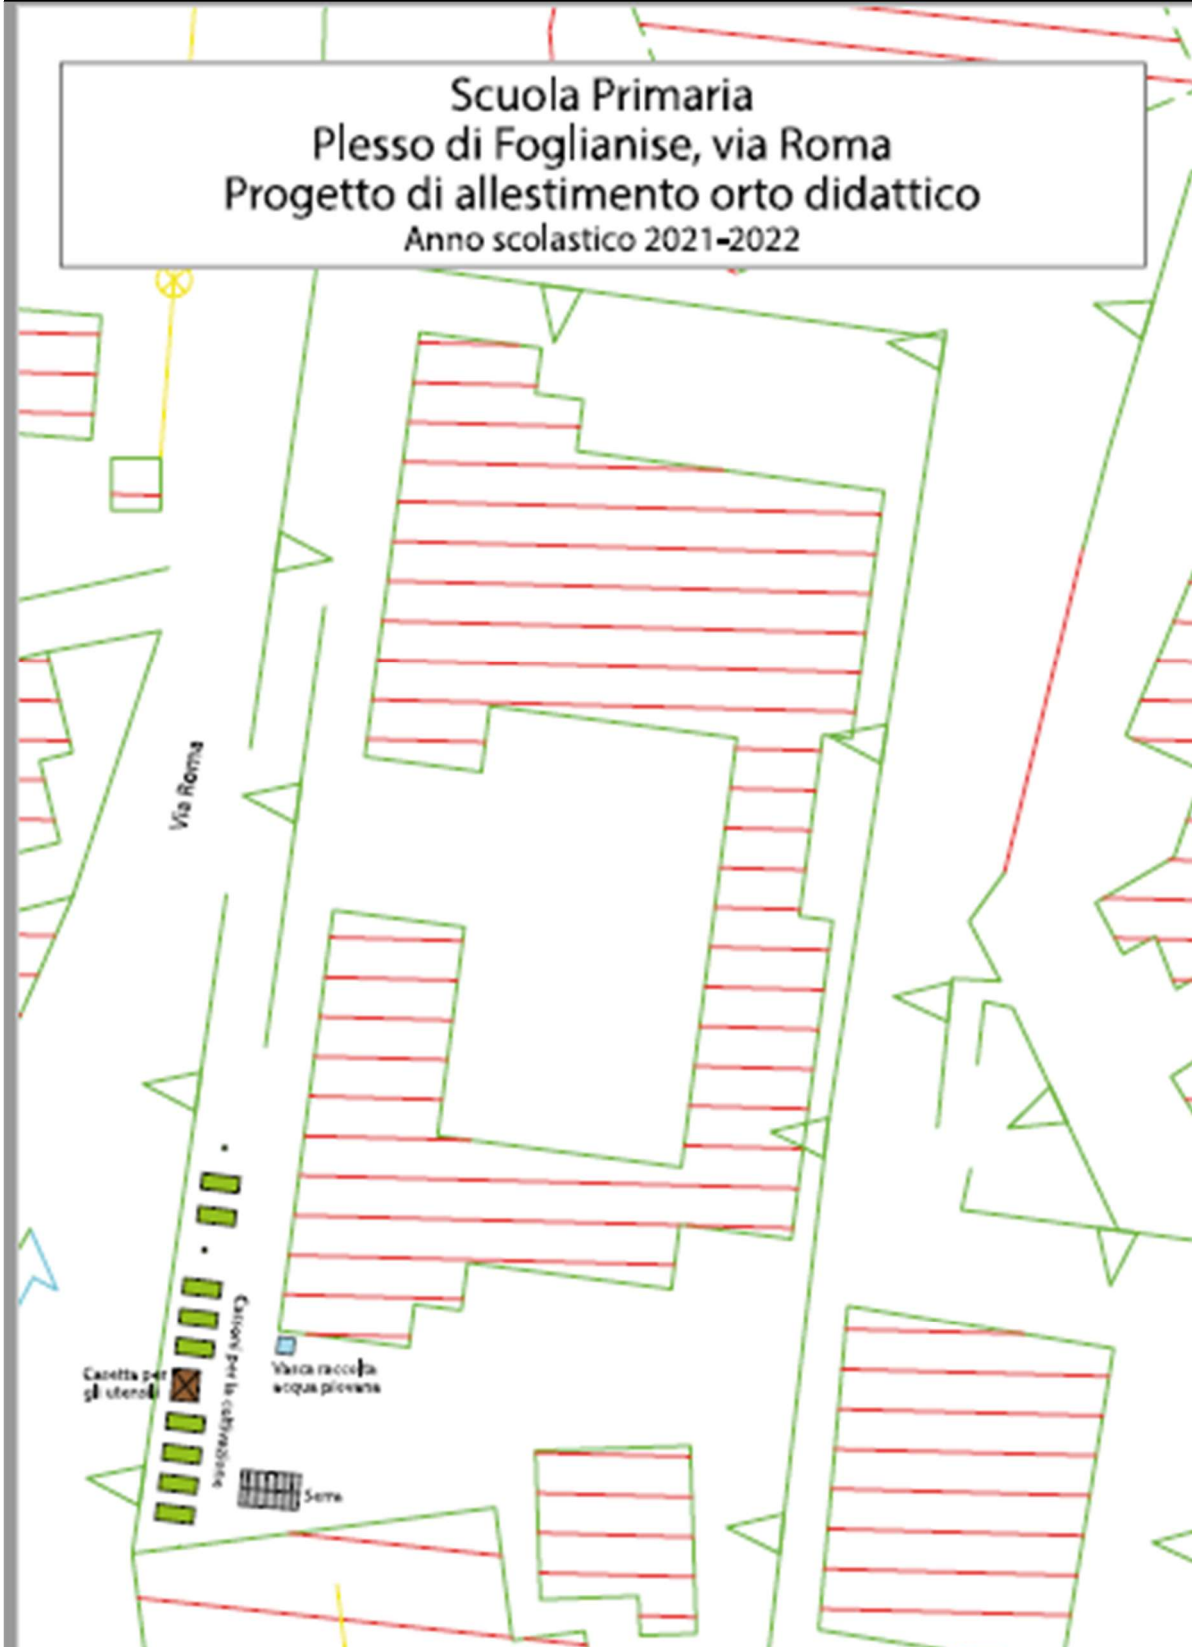 Scuola Primaria
Plesso di Foglianise, via Roma
Progetto di allestimento orto didattico
Anno scolastico 2021-2022
Via Roma
Casetta per
gli utensili
Cassoni per la coltivazione
Vasca raccolta
acqua piovana
Serra